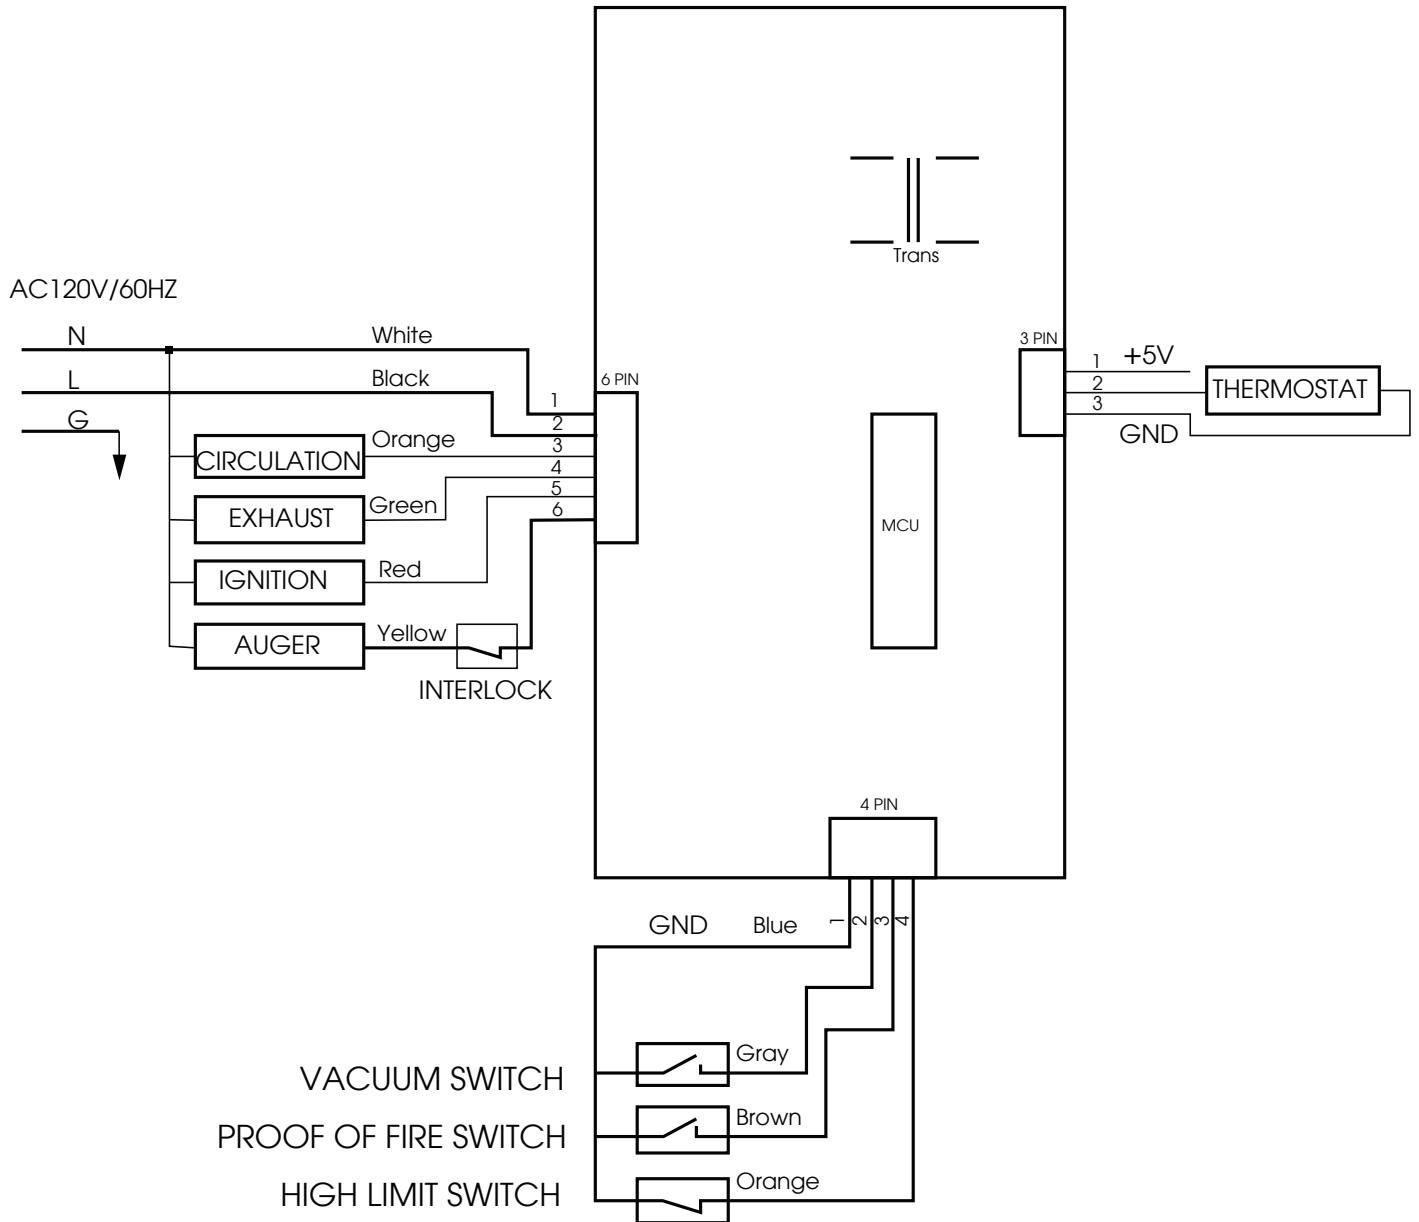 Trans
AC120V/60HZ
N
White
L
Black
G
6 PIN
1
2
3
4
5
6
CIRCULATION
Orange
EXHAUST
Green
IGNITION
Red
AUGER
Yellow
INTERLOCK
3 PIN
1
+5V
2
3
GND
THERMOSTAT
MCU
4 PIN
GND
Blue
1
2
3
4
VACUUM SWITCH
Gray
PROOF OF FIRE SWITCH
Brown
HIGH LIMIT SWITCH
Orange